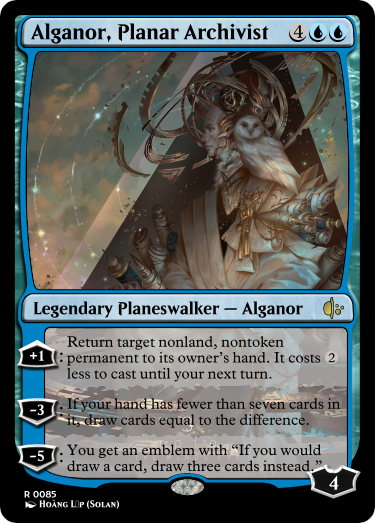 Alganor, Planar Archivist 4
Legendary Planeswalker — Alganor
+1: Return target nonland, nontoken
permanent to its owner's hand. It costs 2
less to cast until your next turn.
-3: If your hand has fewer than seven cards in
it, draw cards equal to the difference.
-5: You get an emblem with “If you would
draw a card, draw three cards instead.”
4
R 0085
(Solan)